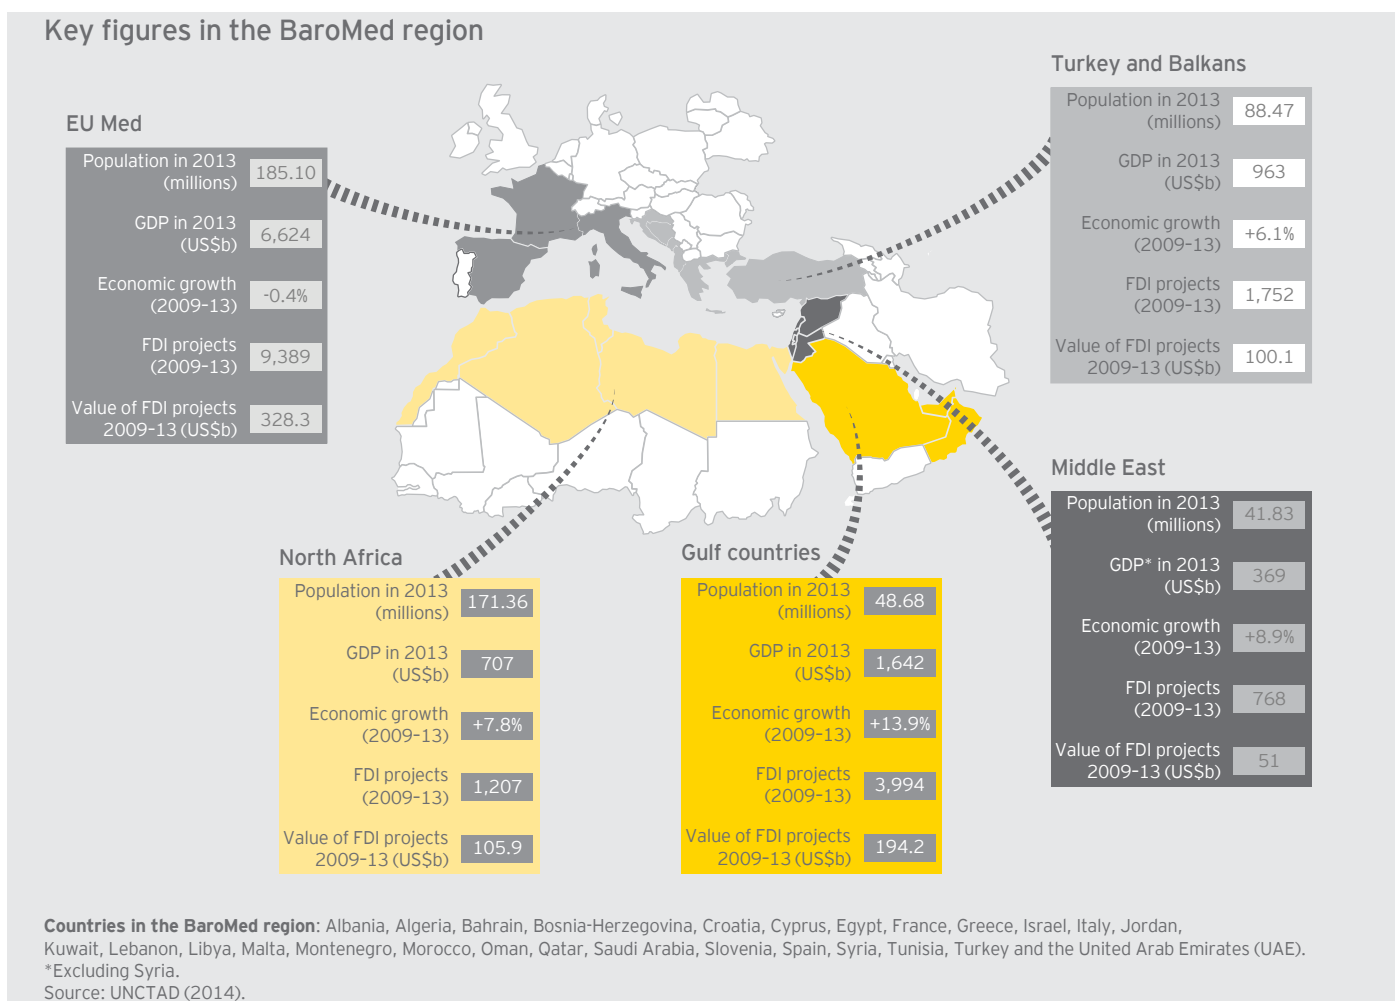 Key figures in the BaroMed region
EU Med
Population in 2013
(millions)
185.10
GDP in 2013
(US$b)
6,624
Economic growth
(2009–13)
-0.4%
FDI projects
(2009–13)
9,389
Value of FDI projects
2009–13 (US$b)
328.3
Turkey and Balkans
Population in 2013
(millions)
88.47
GDP in 2013
(US$b)
963
Economic growth
(2009–13)
+6.1%
FDI projects
(2009–13)
1,752
Value of FDI projects
2009–13 (US$b)
100.1
North Africa
Population in 2013
(millions)
171.36
GDP in 2013
(US$b)
707
Economic growth
(2009–13)
+7.8%
FDI projects
(2009–13)
1,207
Value of FDI projects
2009–13 (US$b)
105.9
Gulf countries
Population in 2013
(millions)
48.68
GDP in 2013
(US$b)
1,642
Economic growth
(2009–13)
+13.9%
FDI projects
(2009–13)
3,994
Value of FDI projects
2009–13 (US$b)
194.2
Middle East
Population in 2013
(millions)
41.83
GDP* in 2013
(US$b)
369
Economic growth
(2009–13)
+8.9%
FDI projects
(2009–13)
768
Value of FDI projects
2009–13 (US$b)
51
Countries in the BaroMed region: Albania, Algeria, Bahrain, Bosnia-Herzegovina, Croatia, Cyprus, Egypt, France, Greece, Israel, Italy, Jordan,
Kuwait, Lebanon, Libya, Malta, Montenegro, Morocco, Oman, Qatar, Saudi Arabia, Slovenia, Spain, Syria, Tunisia, Turkey and the United Arab Emirates (UAE).
*Excluding Syria.
Source: UNCTAD (2014).